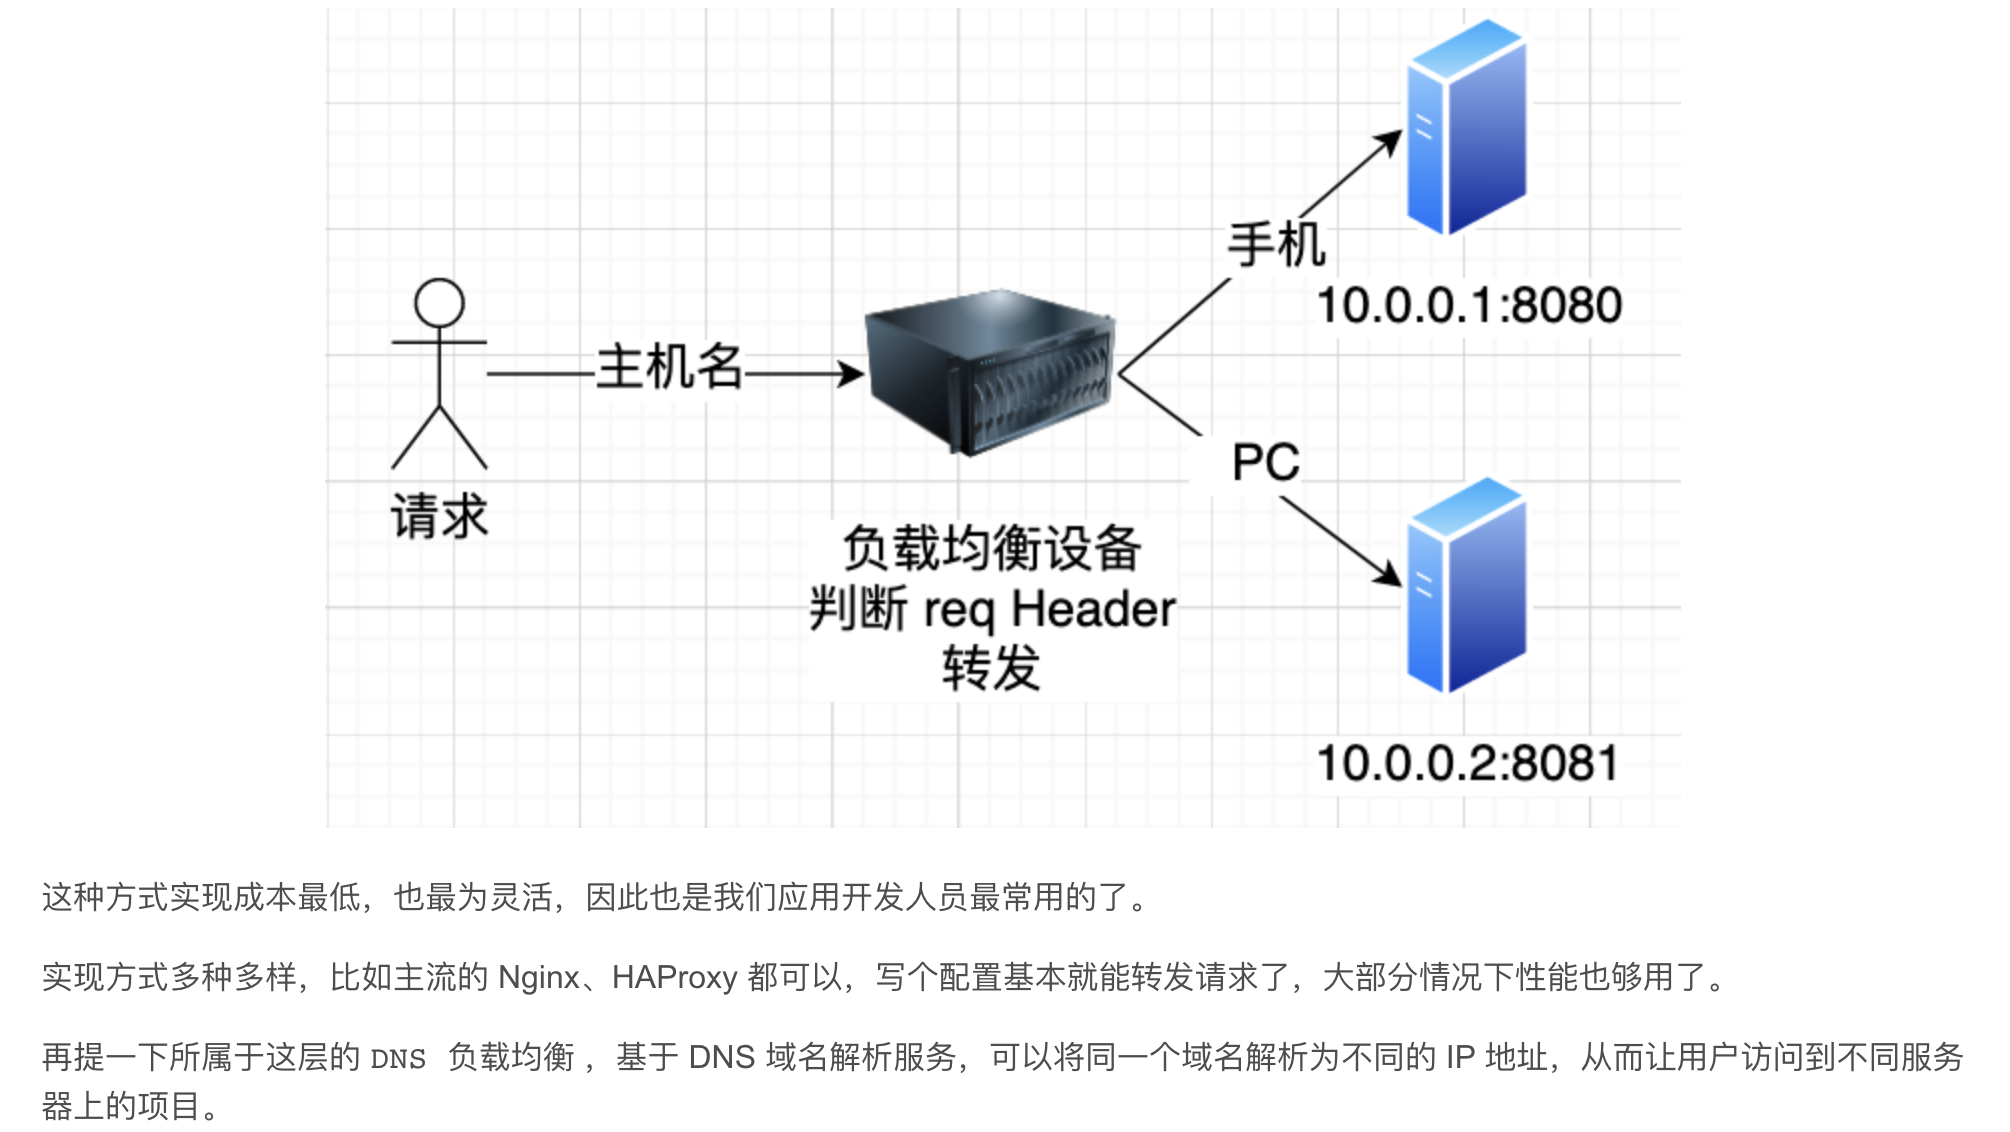 手机
10.0.0.1:8080
主机名
请求
PC
负载均衡设备
判断 req Header
转发
10.0.0.2:8081
这种方式实现成本最低，也最为灵活，因此也是我们应用开发人员最常用的了。
实现方式多种多样，比如主流的 Nginx、HAProxy 都可以，写个配置基本就能转发请求了，大部分情况下性能也够用了。
再提一下所属于这层的 DNS 负载均衡 ，基于 DNS 域名解析服务，可以将同一个域名解析为不同的 IP 地址，从而让用户访问到不同服务
器上的项目。